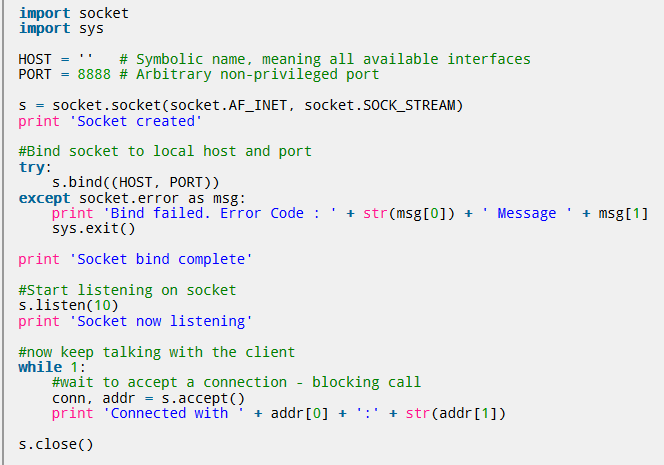 import socket
import sys
HOST = ''   # Symbolic name, meaning all available interfaces
PORT = 8888 # Arbitrary non-privileged port
s = socket.socket(socket.AF_INET, socket.SOCK_STREAM)
print 'Socket created'
#Bind socket to local host and port
try:
    s.bind((HOST, PORT))
except socket.error as msg:
    print 'Bind failed. Error Code : ' + str(msg[0]) + ' Message ' + msg[1]
    sys.exit()
print 'Socket bind complete'
#Start listening on socket
s.listen(10)
print 'Socket now listening'
#now keep talking with the client
while 1:
    #wait to accept a connection - blocking call
    conn, addr = s.accept()
    print 'Connected with ' + addr[0] + ':' + str(addr[1])
s.close()